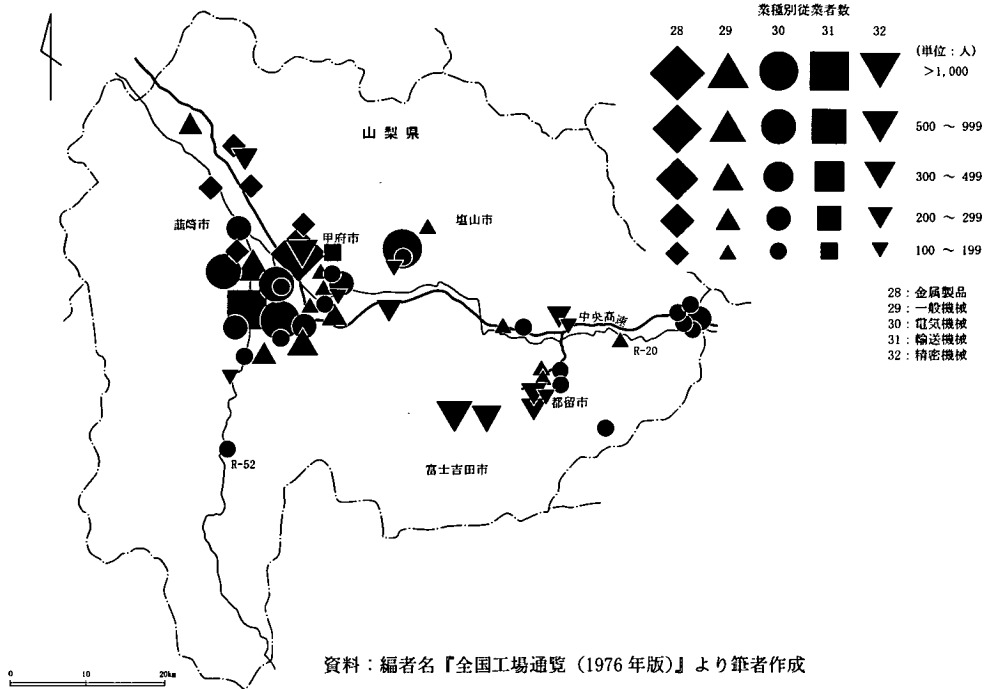 業種別従業者数
28 29 30 31 32
(単位：人)
>1,000
500 ～ 999
300 ～ 499
200 ～ 299
100 ～ 199
28：金属製品
29：一般機械
30：電気機械
31：輸送機械
32：精密機械
山梨県
韮崎市
甲府市
塩山市
中央高速
R-20
都留市
富士吉田市
R-52
0 10 20km
資料：編者名『全国工場通覧（1976年版）』より筆者作成